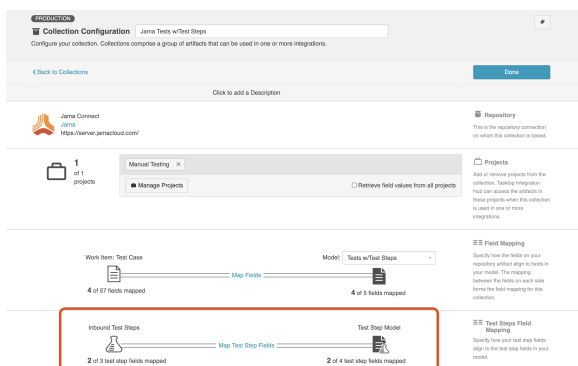 PRODUCTION
Collection Configuration Jama Tests w/Test Steps
Configure your collection. Collections comprise a group of artifacts that can be used in one or more integrations.
Back to Collections
Done
Click to add a Description
Jama Connect
Jama
https://server.jamacloud.com/
Repository
This is the repository connection
on which this collection is based.
1
of 1
projects
Manual Testing ×
Manage Projects
Retrieve field values from all projects
Projects
Add or remove projects from the
collection. Tasktop Integration
Hub can access the artifacts in
these projects when this collection
is used in one or more
integrations.
Work Item: Test Case
Model: Tests w/Test Steps
Map Fields
4 of 57 fields mapped
4 of 5 fields mapped
Field Mapping
Specify how the fields on your
repository artifact align to fields in
your model. The mapping
between the fields on each side
forms the field mapping for this
collection.
Inbound Test Steps
Test Step Model
Map Test Step Fields
2 of 3 test step fields mapped
2 of 4 test step fields mapped
Test Steps Field
Mapping
Specify how your test step fields
align to the test step fields in your
model.